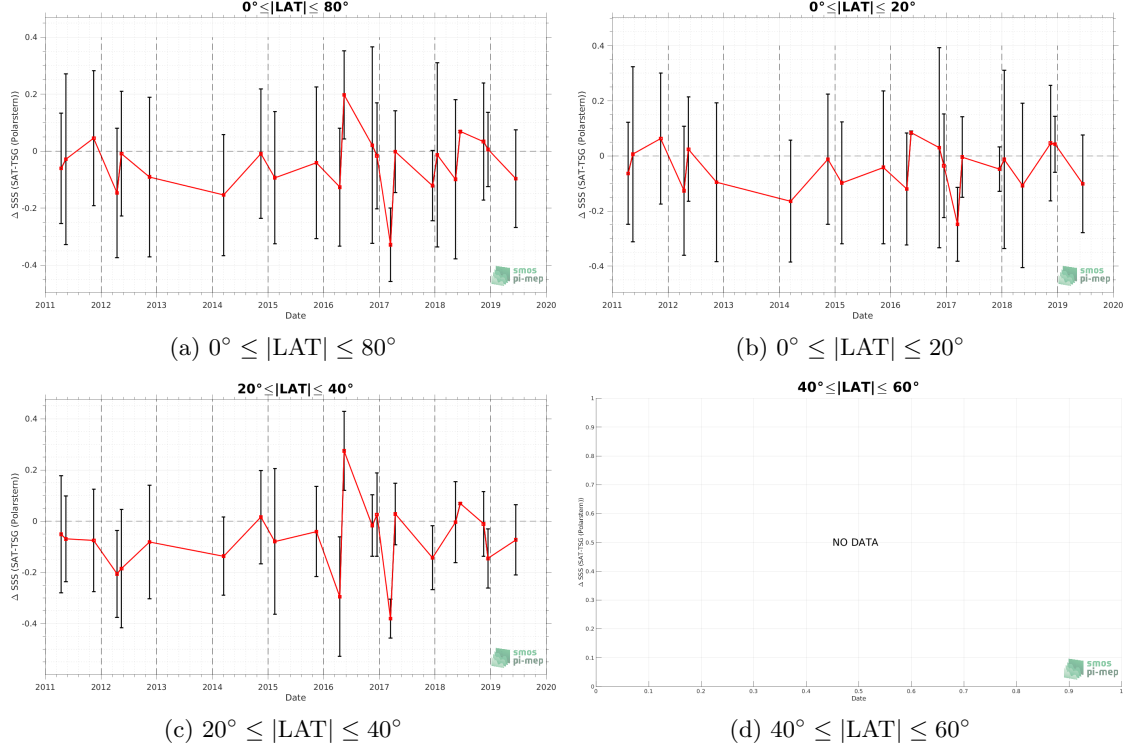 0°≤|LAT|≤ 80°
Δ SSS (SAT-TSG (Polarstern))
0.4
0.2
0
-0.2
-0.4
2011 2012 2013 2014 2015 2016 2017 2018 2019 2020
Date
smos
pi-mep
(a) 0° ≤ |LAT| ≤ 80°
0°≤|LAT|≤ 20°
Δ SSS (SAT-TSG (Polarstern))
0.4
0.2
0
-0.2
-0.4
2011 2012 2013 2014 2015 2016 2017 2018 2019 2020
Date
smos
pi-mep
(b) 0° ≤ |LAT| ≤ 20°
20°≤|LAT|≤ 40°
Δ SSS (SAT-TSG (Polarstern))
0.4
0.2
0
-0.2
-0.4
2011 2012 2013 2014 2015 2016 2017 2018 2019 2020
Date
smos
pi-mep
(c) 20° ≤ |LAT| ≤ 40°
40°≤|LAT|≤ 60°
Δ SSS (SAT-TSG (Polarstern))
1
0.9
0.8
0.7
0.6
0.5
0.4
0.3
0.2
0.1
0
NO DATA
0 0.1 0.2 0.3 0.4 0.5 0.6 0.7 0.8 0.9 1
Date
smos
pi-mep
(d) 40° ≤ |LAT| ≤ 60°